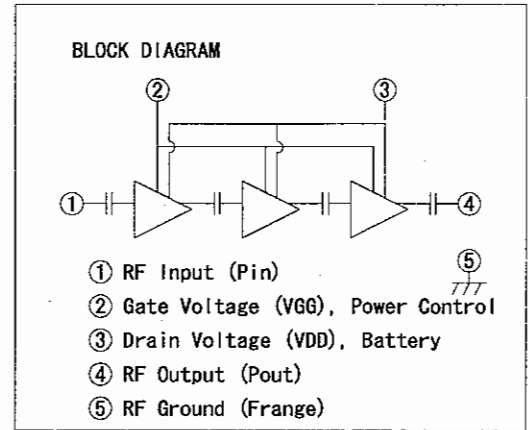 BLOCK DIAGRAM
② ③
① ④
⑤
① RF Input (Pin)
② Gate Voltage (VGG), Power Control
③ Drain Voltage (VDD), Battery
④ RF Output (Pout)
⑤ RF Ground (Frange)